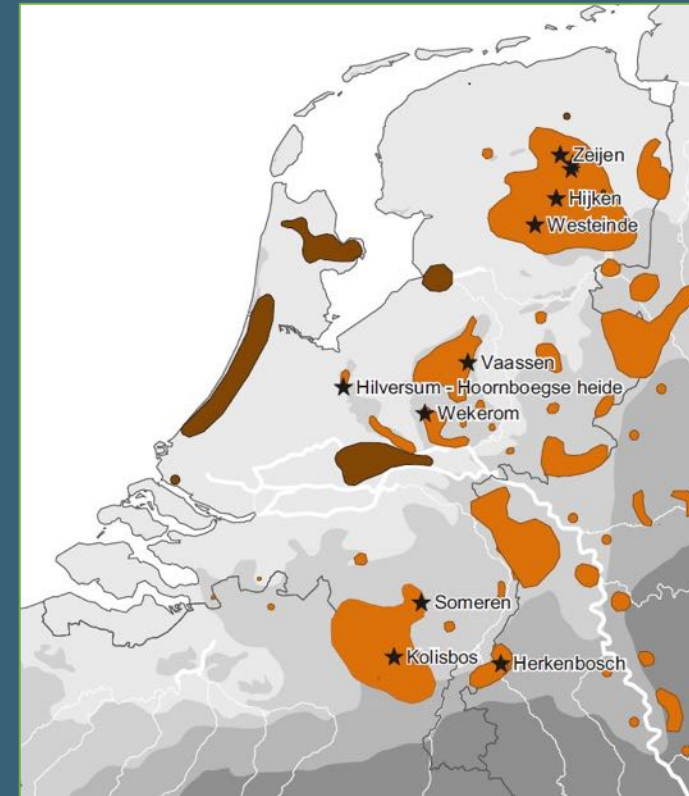 Zeijen
Hijken
Westeinde
Vaassen
Hilversum - Hoornboegse heide
Wekerom
Someren
Kolisbos
Herkenbosch